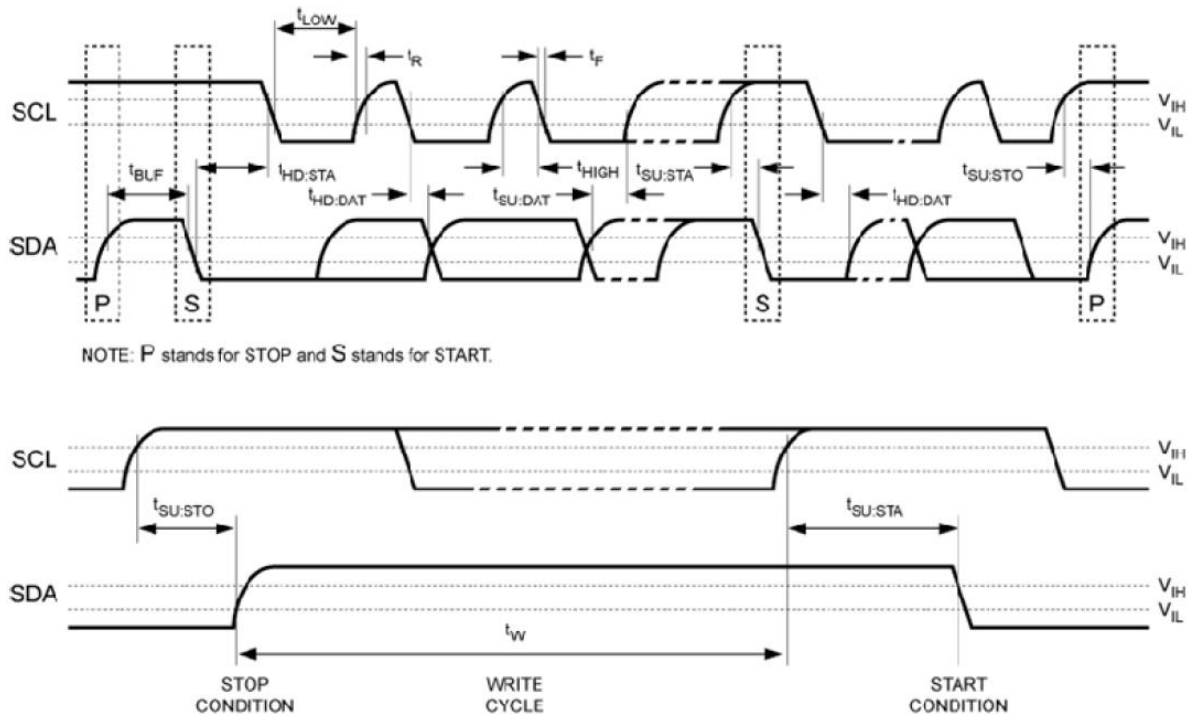 tLOW
tR
tF
SCL
VIH
VIL
tBUF
tHD:STA
tHIGH
tSU:STA
tSU:STO
tHD:DAT
tSU:DAT
tHD:DAT
SDA
VIH
VIL
P
S
S
P
NOTE: P stands for STOP and S stands for START.
SCL
VIH
VIL
tSU:STO
tSU:STA
SDA
VIH
VIL
tW
STOP
CONDITION
WRITE
CYCLE
START
CONDITION